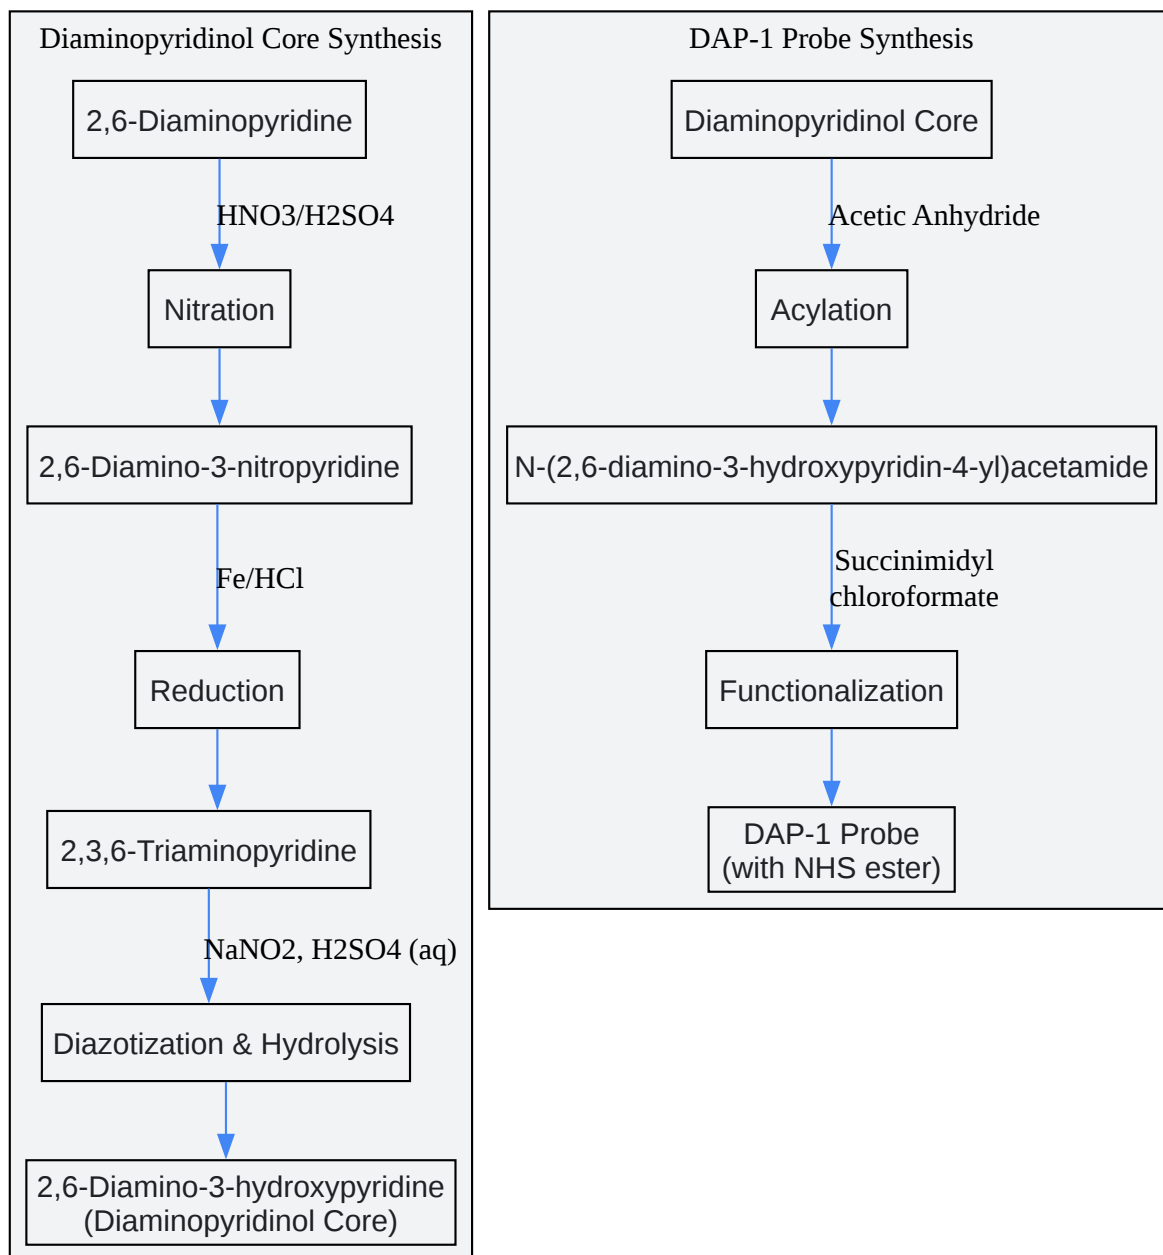 Diaminopyridinol Core Synthesis
2,6-Diaminopyridine
HNO3/H2SO4
Nitration
2,6-Diamino-3-nitropyridine
Fe/HCl
Reduction
2,3,6-Triaminopyridine
NaNO2, H2SO4 (aq)
Diazotization & Hydrolysis
2,6-Diamino-3-hydroxypyridine
(Diaminopyridinol Core)
DAP-1 Probe Synthesis
Diaminopyridinol Core
Acetic Anhydride
Acylation
N-(2,6-diamino-3-hydroxypyridin-4-yl)acetamide
Succinimidyl
chloroformate
Functionalization
DAP-1 Probe
(with NHS ester)